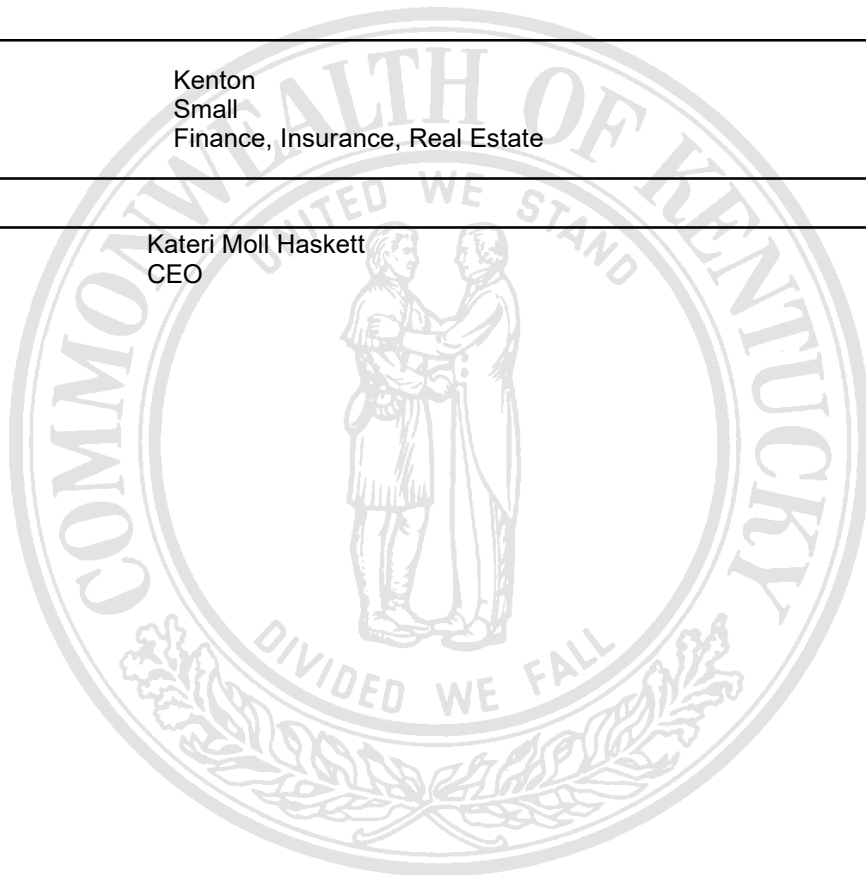 Kenton
Small
Finance, Insurance, Real Estate
Kateri Moll Haskett
CEO
COMMONWEALTH OF KENTUCKY
UNITED WE STAND
DIVIDED WE FALL